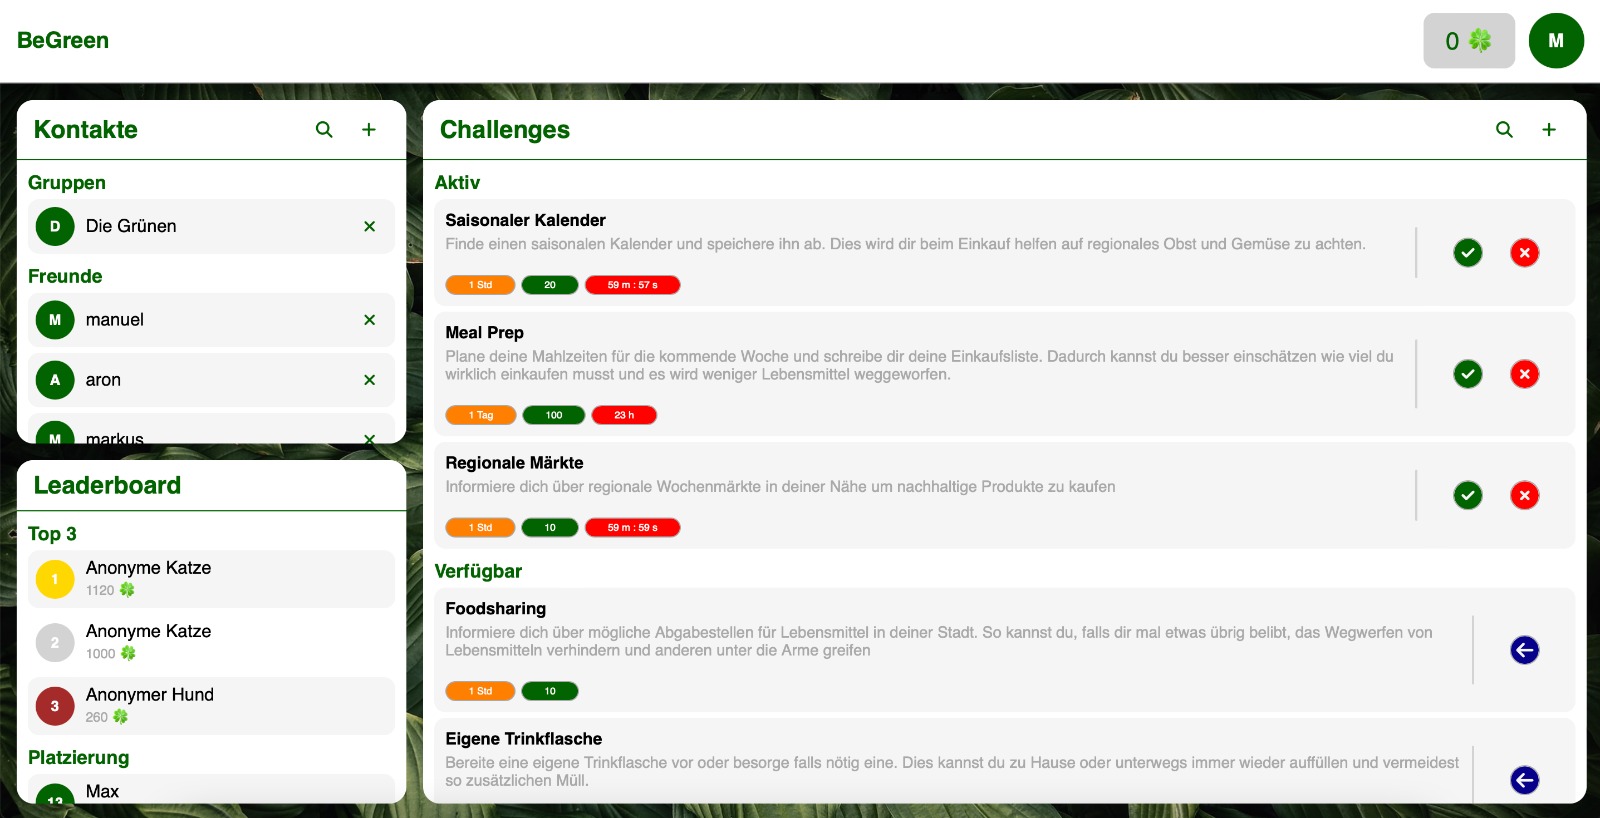 BeGreen
0
M
Kontakte
Gruppen
D
Die Grünen
Freunde
M
manuel
A
aron
M
markus
Leaderboard
Top 3
1
Anonyme Katze
1120
2
Anonyme Katze
1000
3
Anonymer Hund
260
Platzierung
13
Max
Challenges
Aktiv
Saisonaler Kalender
Finde einen saisonalen Kalender und speichere ihn ab. Dies wird dir beim Einkauf helfen auf regionales Obst und Gemüse zu achten.
1 Std 20 59 m : 57 s
Meal Prep
Plane deine Mahlzeiten für die kommende Woche und schreibe dir deine Einkaufsliste. Dadurch kannst du besser einschätzen wie viel du
wirklich einkaufen musst und es wird weniger Lebensmittel weggeworfen.
1 Tag 100 23 h
Regionale Märkte
Informiere dich über regionale Wochenmärkte in deiner Nähe um nachhaltige Produkte zu kaufen
1 Std 10 59 m : 59 s
Verfügbar
Foodsharing
Informiere dich über mögliche Abgabestellen für Lebensmittel in deiner Stadt. So kannst du, falls dir mal etwas übrig belibt, das Wegwerfen von
Lebensmitteln verhindern und anderen unter die Arme greifen
1 Std 10
Eigene Trinkflasche
Bereite eine eigene Trinkflasche vor oder besorge falls nötig eine. Dies kannst du zu Hause oder unterwegs immer wieder auffüllen und vermeidest
so zusätzlichen Müll.